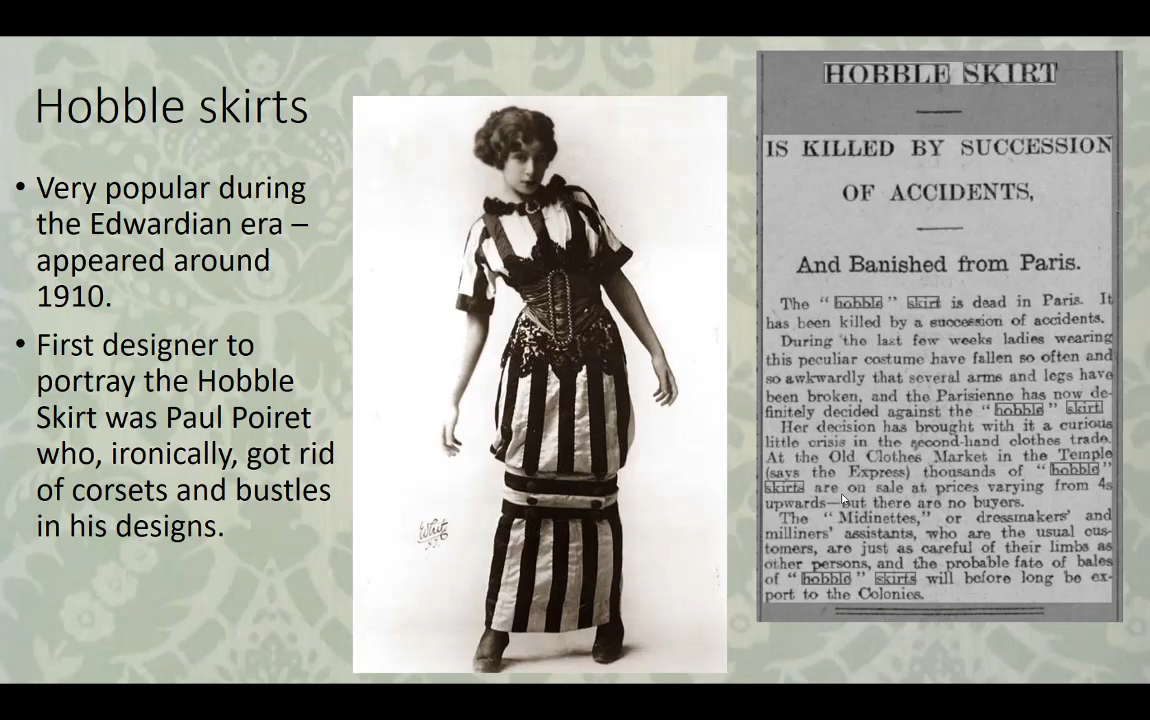 Hobble skirts
• Very popular during
the Edwardian era –
appeared around
1910.
• First designer to
portray the Hobble
Skirt was Paul Poiret
who, ironically, got rid
of corsets and bustles
in his designs.
White
N.Y.
HOBBLE SKIRT
IS KILLED BY SUCCESSION
OF ACCIDENTS,
And Banished from Paris.
The “hobble” skirt is dead in Paris. It
has been killed by a succession of accidents.
During the last few weeks ladies wearing
this peculiar costume have fallen so often and
so awkwardly that several arms and legs have
been broken, and the Parisienne has now de-
finitely decided against the “hobble” skirt.
Her decision has brought with it a curious
little crisis in the second-hand clothes trade.
At the Old Clothes Market in the Temple
(says the Express) thousands of “hobble”
skirts are on sale at prices varying from 4s
upwards—but there are no buyers.
The “Midinettes,” or dressmakers’ and
milliners’ assistants, who are the usual cus-
tomers, are just as careful of their limbs as
other persons, and the probable fate of bales
of “hobble” skirts will before long be ex-
port to the Colonies.